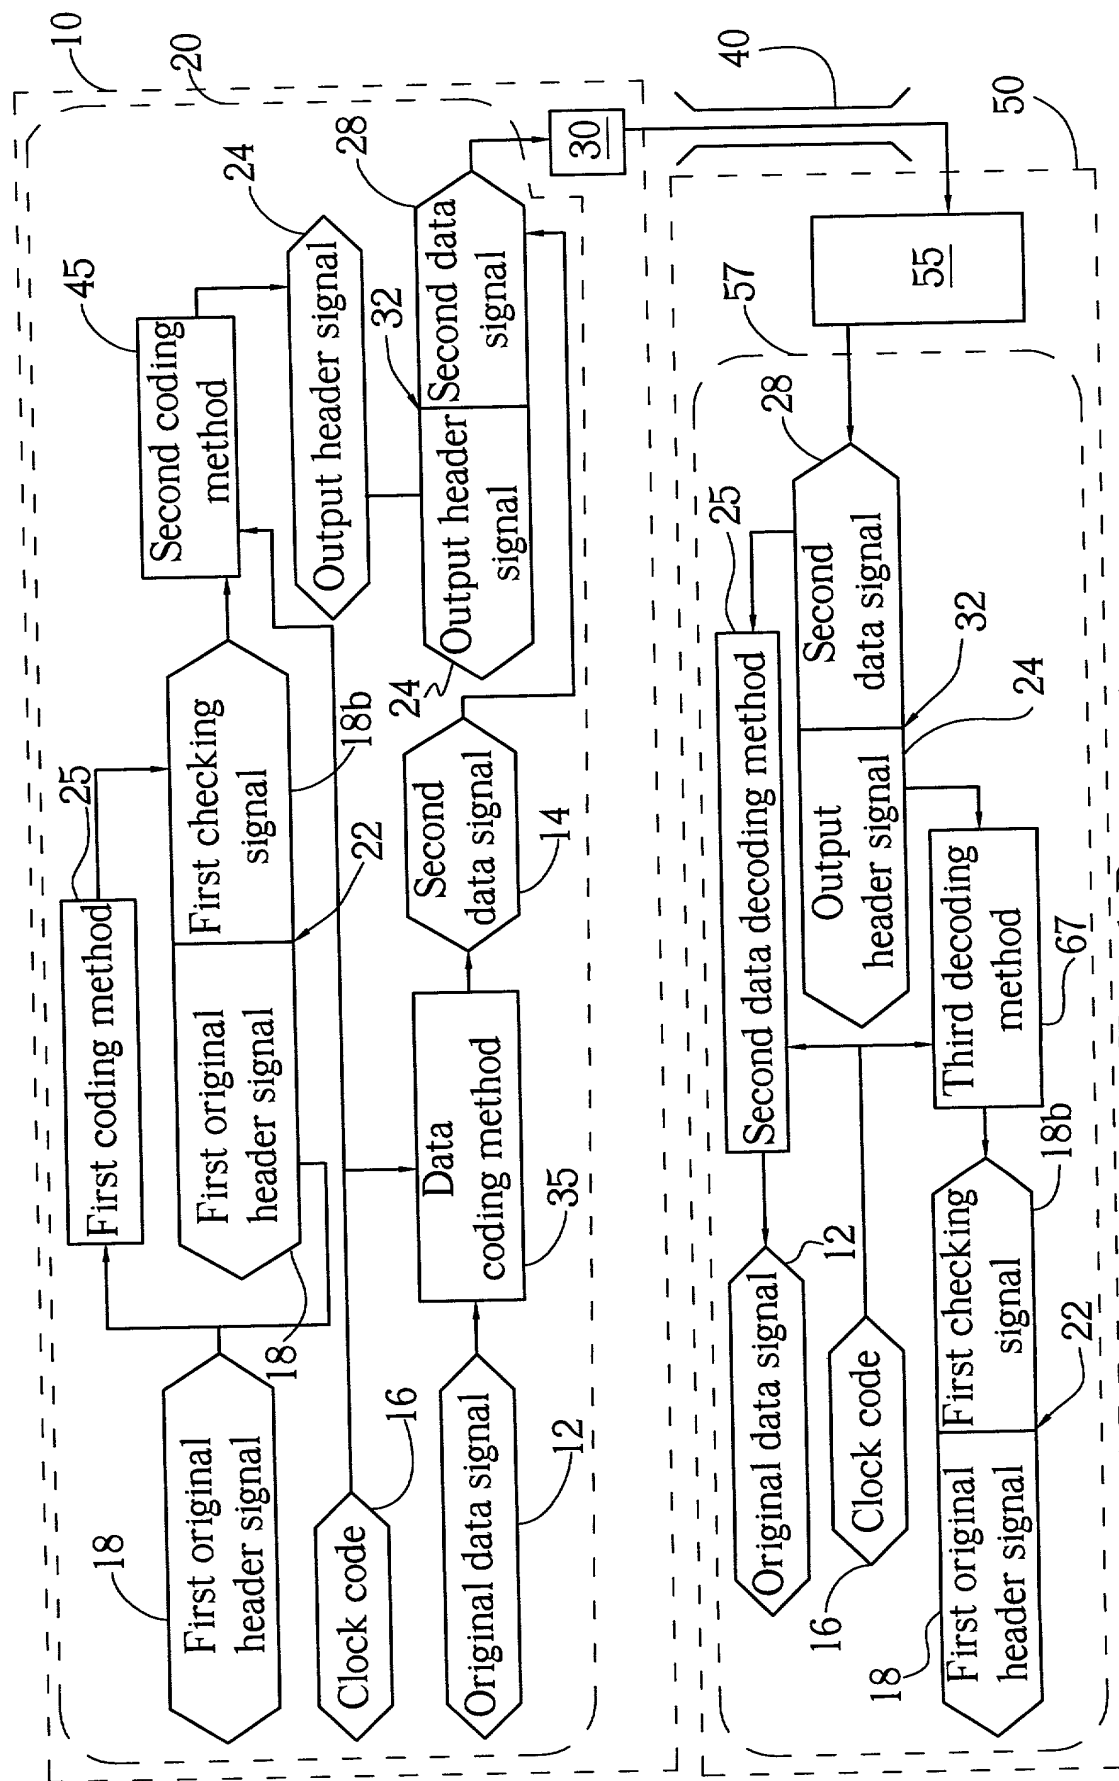 10
20
18
First original
header signal
First coding method
25
18
First original
header signal
First checking
signal
18b
22
Second coding
method
45
Output header signal
24
Clock code
16
Original data signal
12
Data
coding method
35
Second
data signal
14
24
Output header
signal
32
Second data
signal
28
30
40
50
55
57
28
Second
data signal
Output
header signal
32
24
25
Second data decoding method
Original data signal
12
Clock code
16
Third decoding
method
67
18
First original
header signal
First checking
signal
18b
22